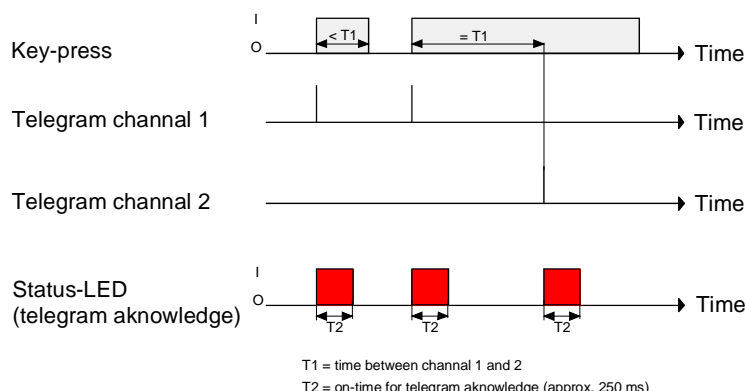 I
< T1
= T1
Key-press
O
Time
Telegram channal 1
Time
Telegram channal 2
Time
I
Status-LED
O
Time
(telegram aknowledge)
T2
T2
T2
T1 = time between channal 1 and 2
T2 = on-time for telegram aknowledge (approx. 250 ms)